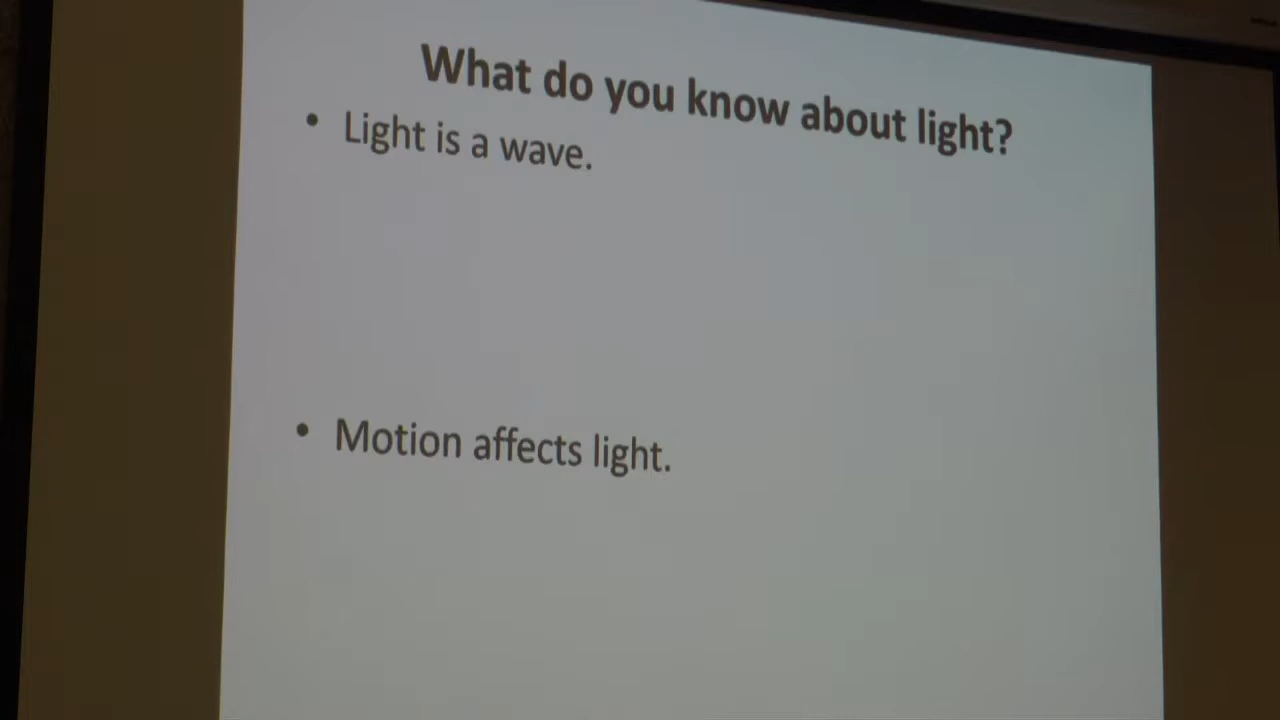 What do you know about light?
• Light is a wave.
• Motion affects light.